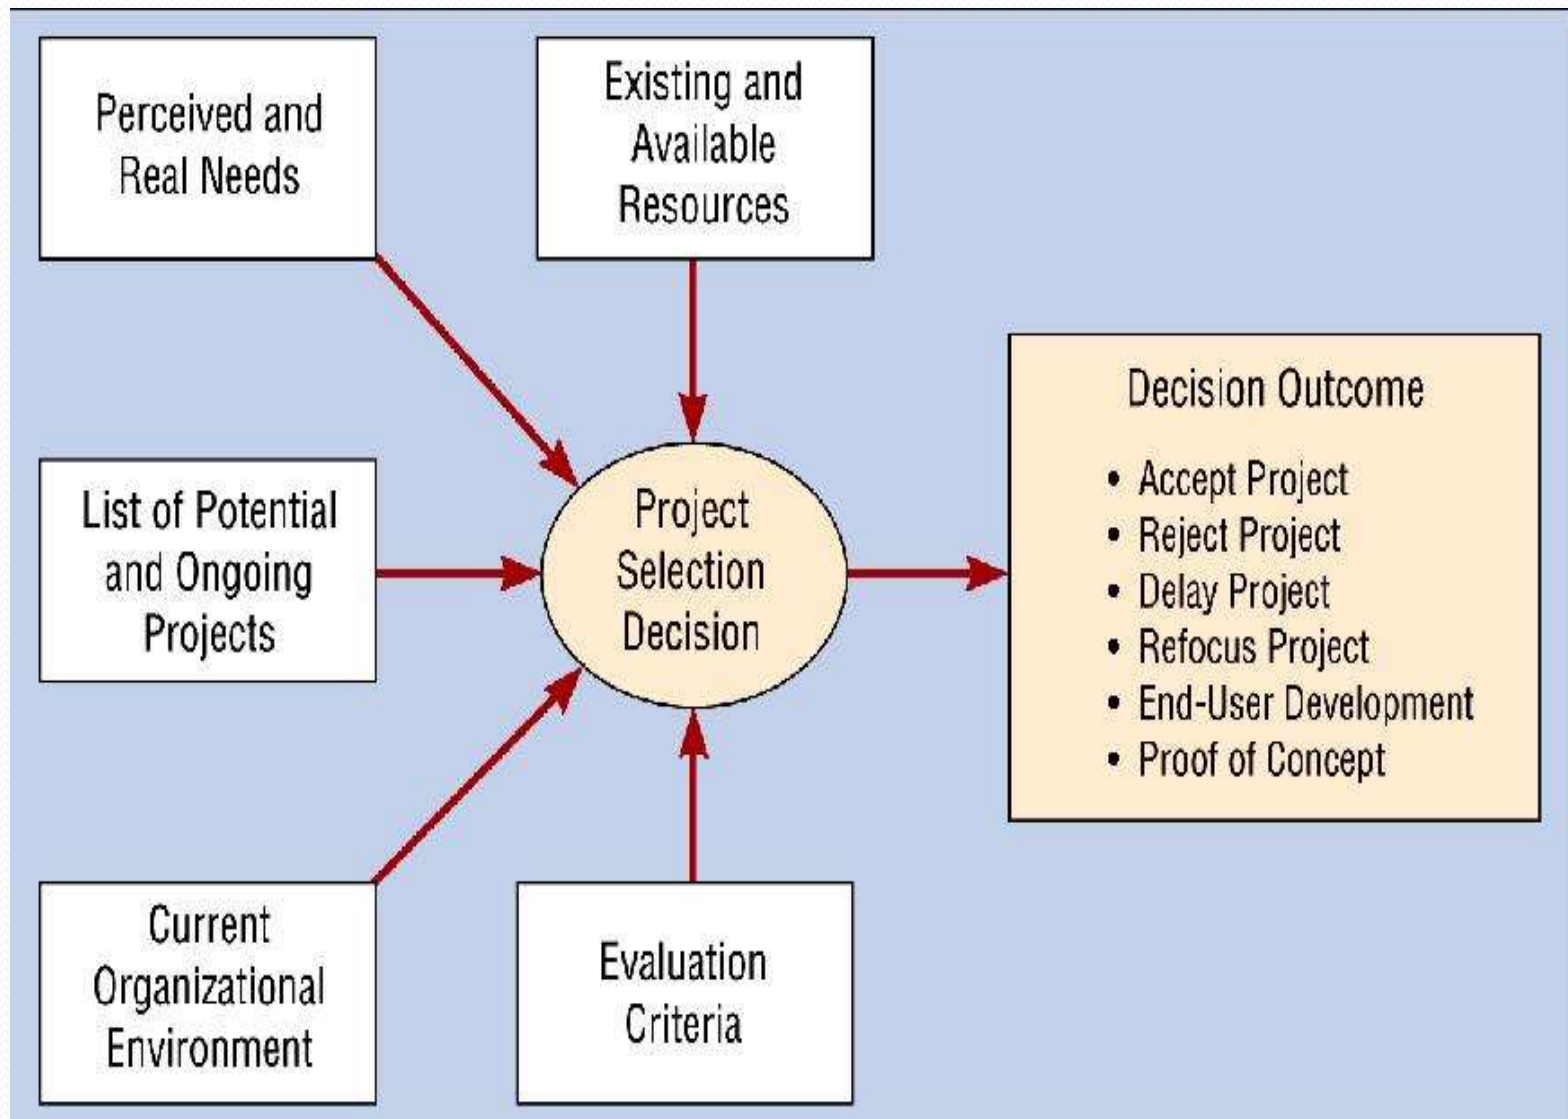 Perceived and
Real Needs
Existing and
Available
Resources
List of Potential
and Ongoing
Projects
Project
Selection
Decision
Decision Outcome
• Accept Project
• Reject Project
• Delay Project
• Refocus Project
• End-User Development
• Proof of Concept
Current
Organizational
Environment
Evaluation
Criteria